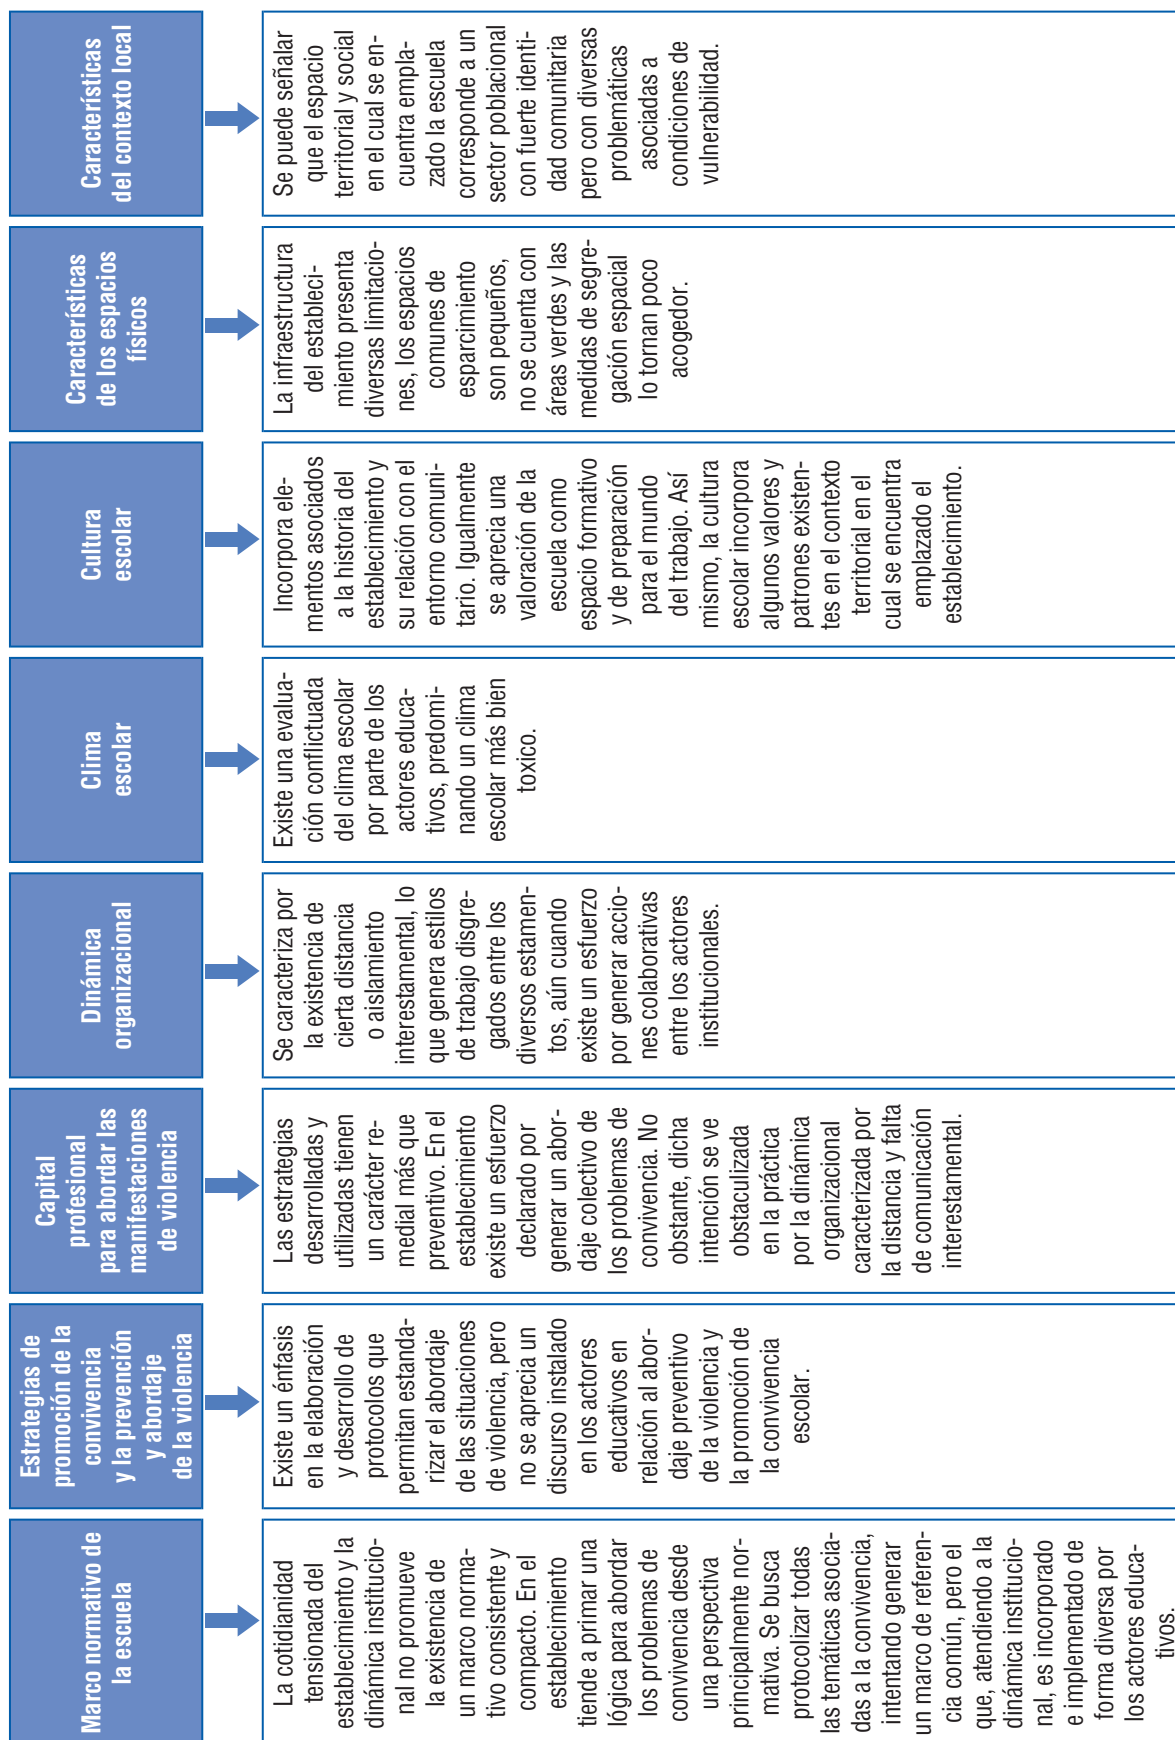 Marco normativo de
la escuela
La cotidianidad
tensionada del
establecimiento y la
dinámica institucio-
nal no promueve
la existencia de
un marco norma-
tivo consistente y
compacto. En el
establecimiento
tiende a primar una
lógica para abordar
los problemas de
convivencia desde
una perspectiva
principalmente nor-
mativa. Se busca
protocolizar todas
las temáticas asocia-
das a la convivencia,
intentando generar
un marco de referen-
cia común, pero el
que, atendiendo a la
dinámica institucio-
nal, es incorporado
e implementado de
forma diversa por
los actores educa-
tivos.
Estrategias de
promoción de la
convivencia
y la prevención
y abordaje
de la violencia
Existe un énfasis
en la elaboración
y desarrollo de
protocolos que
permitan estanda-
rizar el abordaje
de las situaciones
de violencia, pero
no se aprecia un
discurso instalado
en los actores
educativos en
relación al abor-
daje preventivo
de la violencia y
la promoción de
la convivencia
escolar.
Capital
profesional
para abordar las
manifestaciones
de violencia
Las estrategias
desarrolladas y
utilizadas tienen
un carácter re-
medial más que
preventivo. En el
establecimiento
existe un esfuerzo
declarado por
generar un abor-
daje colectivo de
los problemas de
convivencia. No
obstante, dicha
intención se ve
obstaculizada
en la práctica
por la dinámica
organizacional
caracterizada por
la distancia y falta
de comunicación
interestamental.
Dinámica
organizacional
Se caracteriza por
la existencia de
cierta distancia
o aislamiento
interestamental, lo
que genera estilos
de trabajo disgre-
gados entre los
diversos estamen-
tos, aún cuando
existe un esfuerzo
por generar accio-
nes colaborativas
entre los actores
institucionales.
Clima
escolar
Existe una evalua-
ción conflictuada
del clima escolar
por parte de los
actores educa-
tivos, predomi-
nando un clima
escolar más bien
toxico.
Cultura
escolar
Incorpora ele-
mentos asociados
a la historia del
establecimiento y
su relación con el
entorno comuni-
tario. Igualmente
se aprecia una
valoración de la
escuela como
espacio formativo
y de preparación
para el mundo
del trabajo. Así
mismo, la cultura
escolar incorpora
algunos valores y
patrones existen-
tes en el contexto
territorial en el
cual se encuentra
emplazado el
establecimiento.
Características
de los espacios
físicos
La infraestructura
del estableci-
miento presenta
diversas limitacio-
nes, los espacios
comunes de
esparcimiento
son pequeños,
no se cuenta con
áreas verdes y las
medidas de segre-
gación espacial
lo tornan poco
acogedor.
Características
del contexto local
Se puede señalar
que el espacio
territorial y social
en el cual se en-
cuentra empla-
zado la escuela
corresponde a un
sector poblacional
con fuerte identi-
dad comunitaria
pero con diversas
problemáticas
asociadas a
condiciones de
vulnerabilidad.